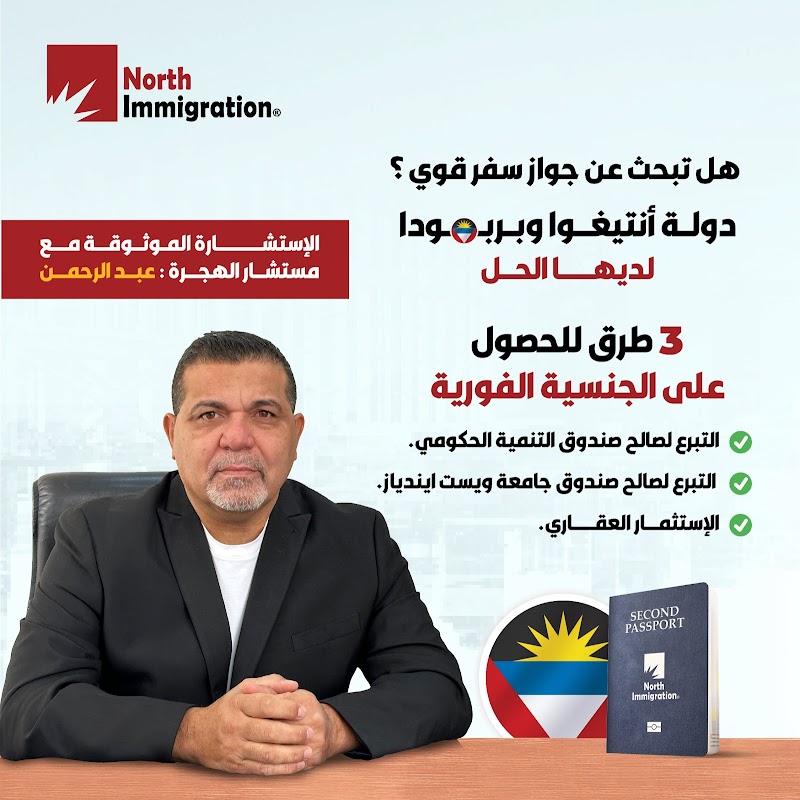 North
Immigration®
هل تبحث عن جواز سفر قوي ؟
دولة أنتيغوا وبربودا
لديها الحل
الإستشارة الموثوقة مع
مستشار الهجرة : عبد الرحمن
3 طرق للحصول
على الجنسية الفورية
التبرع لصالح صندوق التنمية الحكومي.
التبرع لصالح صندوق جامعة ويست اينديز.
الإستثمار العقاري.
SECOND
PASSPORT
North
Immigration®